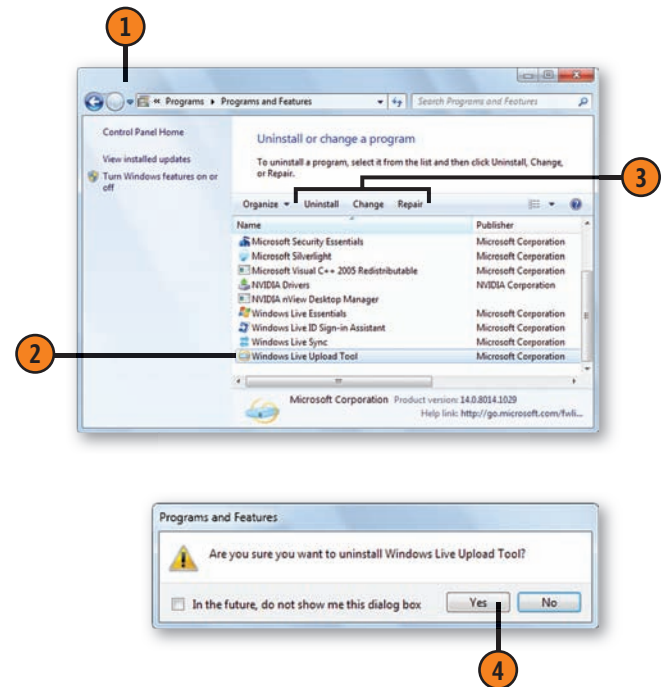 1
« Programs ▸ Programs and Features
Search Programs and Features
Control Panel Home
View installed updates
Turn Windows features on or
off
Uninstall or change a program
To uninstall a program, select it from the list and then click Uninstall, Change,
or Repair.
3
Organize Uninstall Change Repair
Name Publisher
Microsoft Security Essentials Microsoft Corporation
Microsoft Silverlight Microsoft Corporation
Microsoft Visual C++ 2005 Redistributable Microsoft Corporation
NVIDIA Drivers NVIDIA Corporation
NVIDIA nView Desktop Manager
Windows Live Essentials Microsoft Corporation
Windows Live ID Sign-in Assistant Microsoft Corporation
Windows Live Sync Microsoft Corporation
2
Windows Live Upload Tool Microsoft Corporation
Microsoft Corporation Product version: 14.0.8014.1029
Help link: http://go.microsoft.com/fwli...
Programs and Features
Are you sure you want to uninstall Windows Live Upload Tool?
In the future, do not show me this dialog box Yes No
4